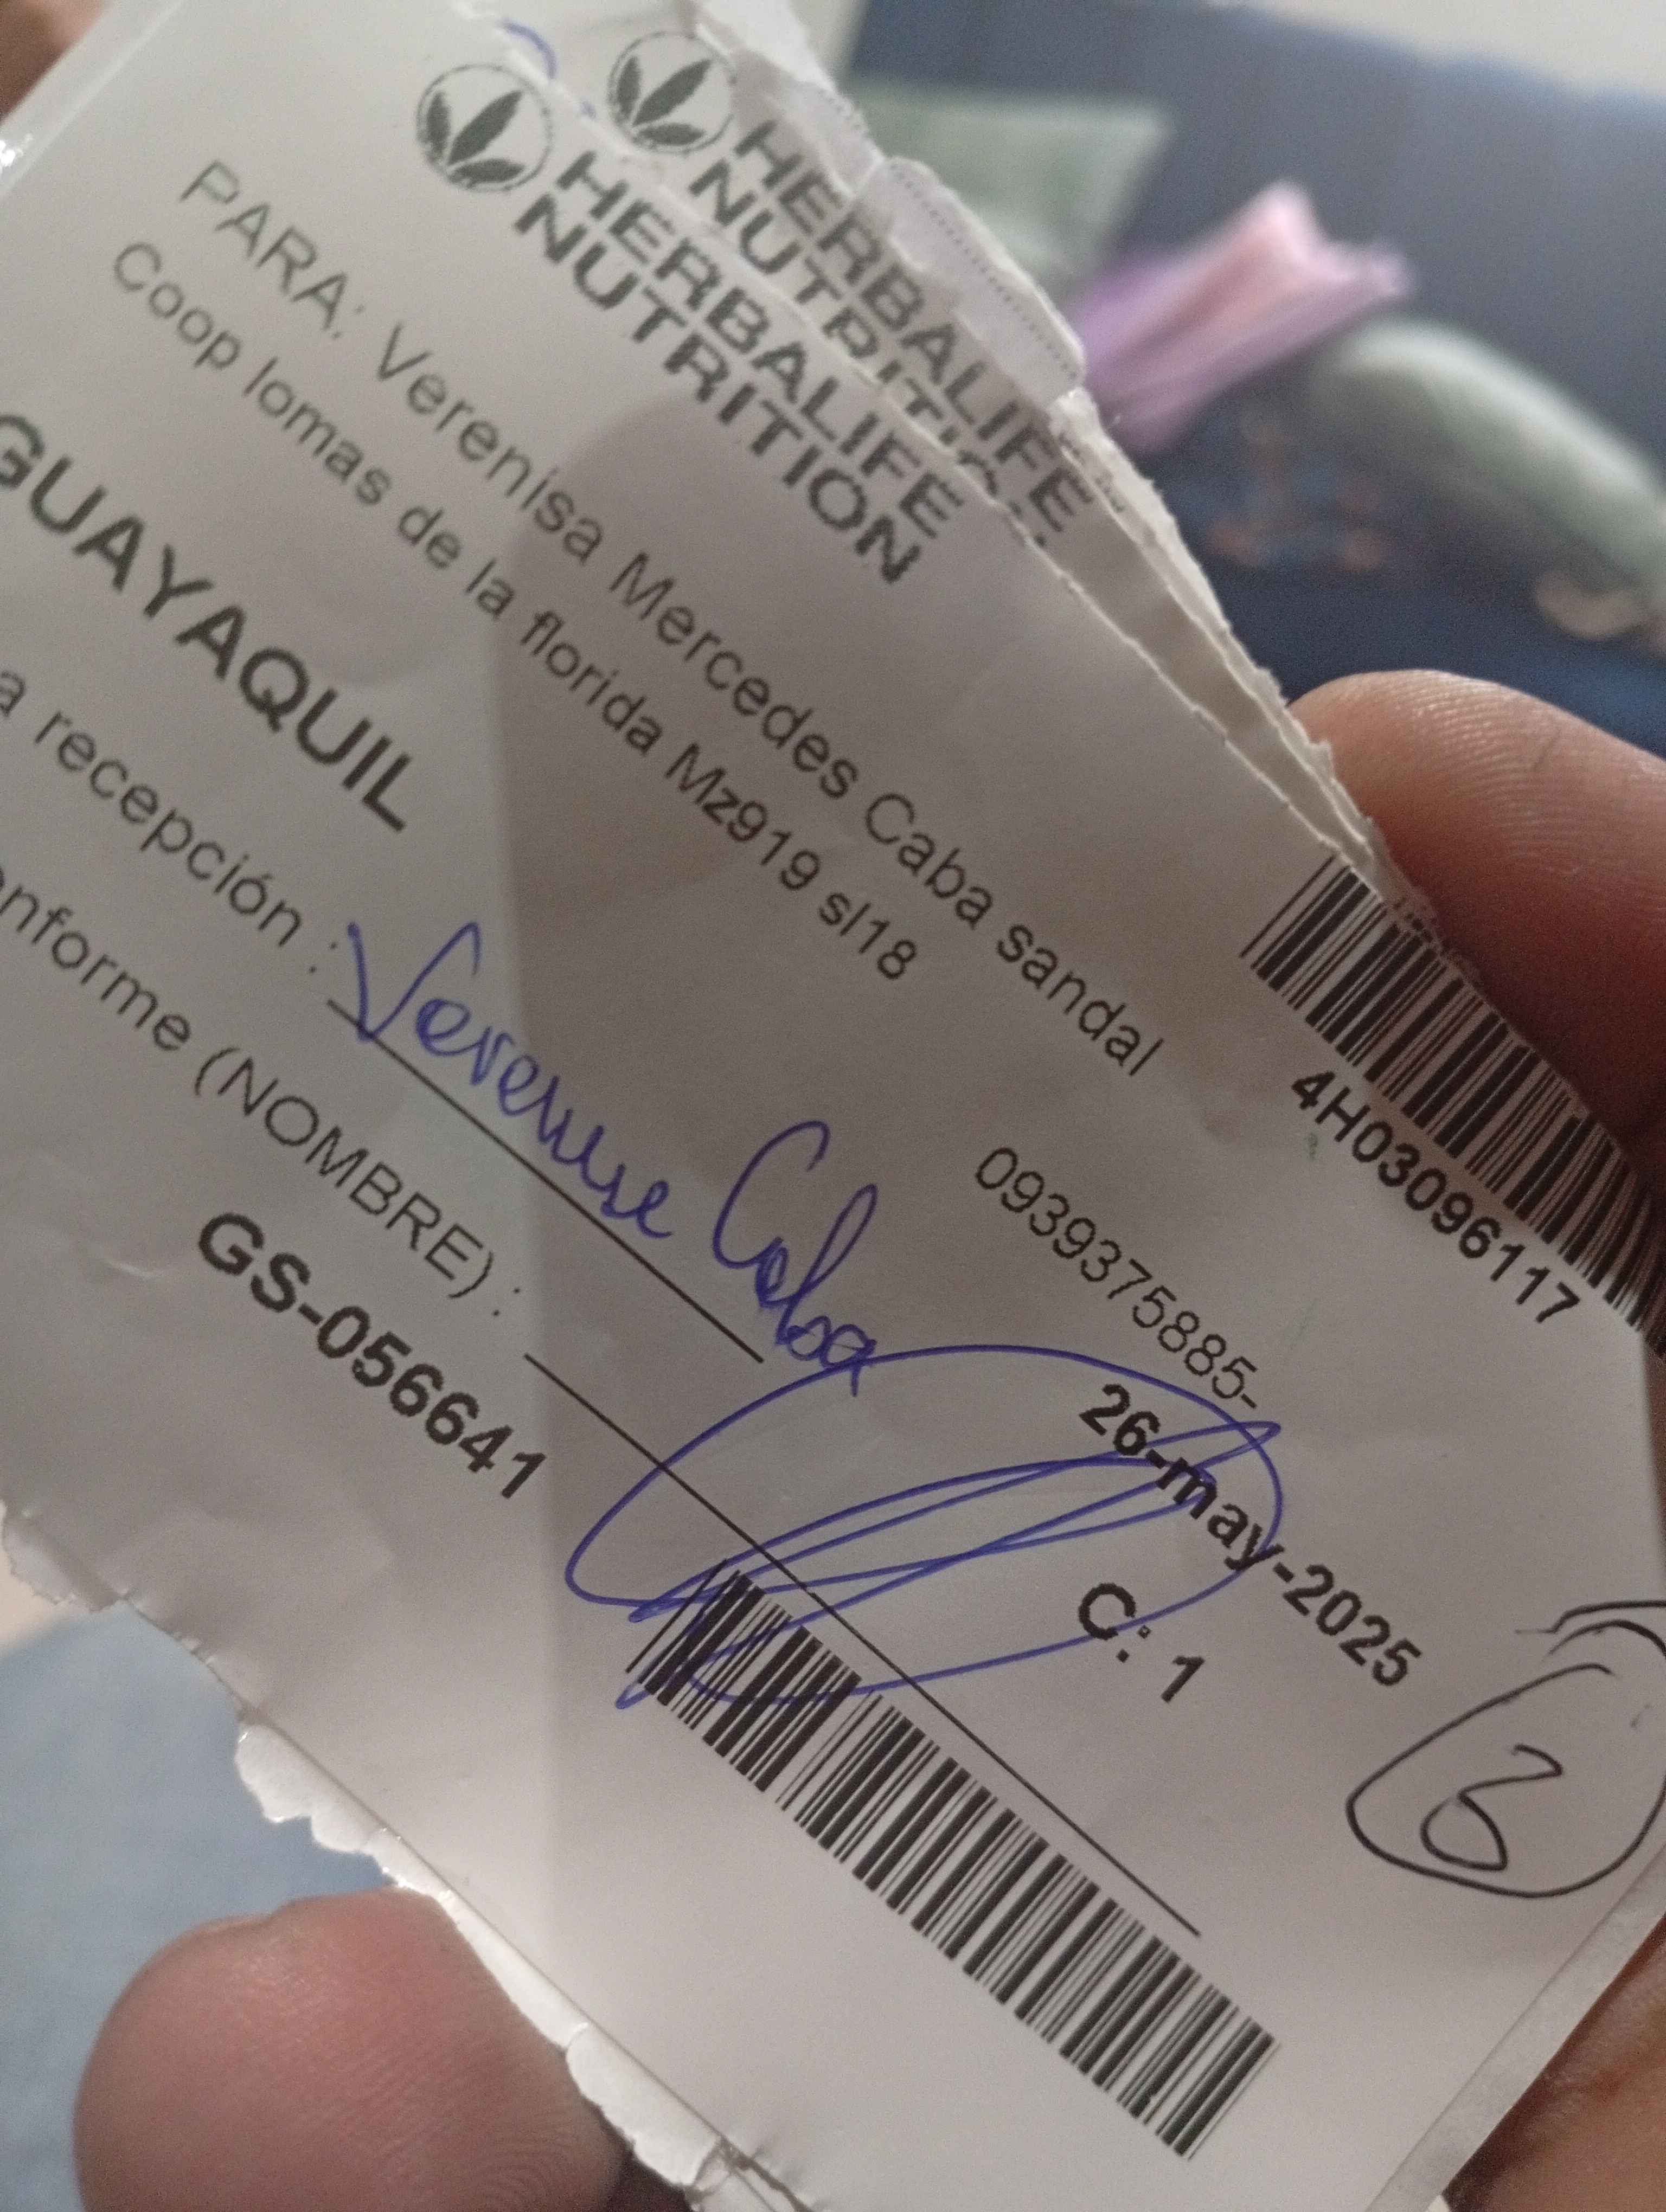 HERBALIFE
NUTRITION
HERBALIFE
NUTRITION
4H03096117
PARA: Verenisa Mercedes Caba sandal
Coop lomas de la florida Mz919 sl18
0939375885-
GUAYAQUIL
26-may-2025
a recepción : Verenise Caba
C: 1
3
enforme (NOMBRE) :
GS-056641